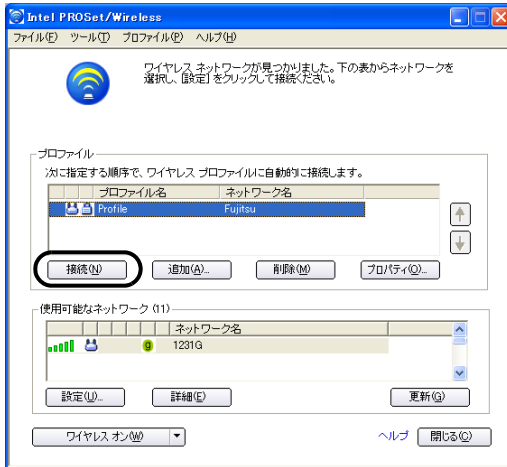 Intel PROSet/Wireless
ファイル(F) ツール(T) プロファイル(P) ヘルプ(H)
ワイヤレス ネットワークが見つかりました。下の表からネットワークを
選択し、[設定] をクリックして接続ください。
プロファイル
次に指定する順序で、ワイヤレス プロファイルに自動的に接続します。
プロファイル名 ネットワーク名
Profile Fujitsu
接続(N) 追加(A)... 削除(M) プロパティ(O)...
使用可能なネットワーク (11)
ネットワーク名
g 1231G
設定(U)... 詳細(E) 更新(G)
ワイヤレス オン(W) ヘルプ 閉じる(C)